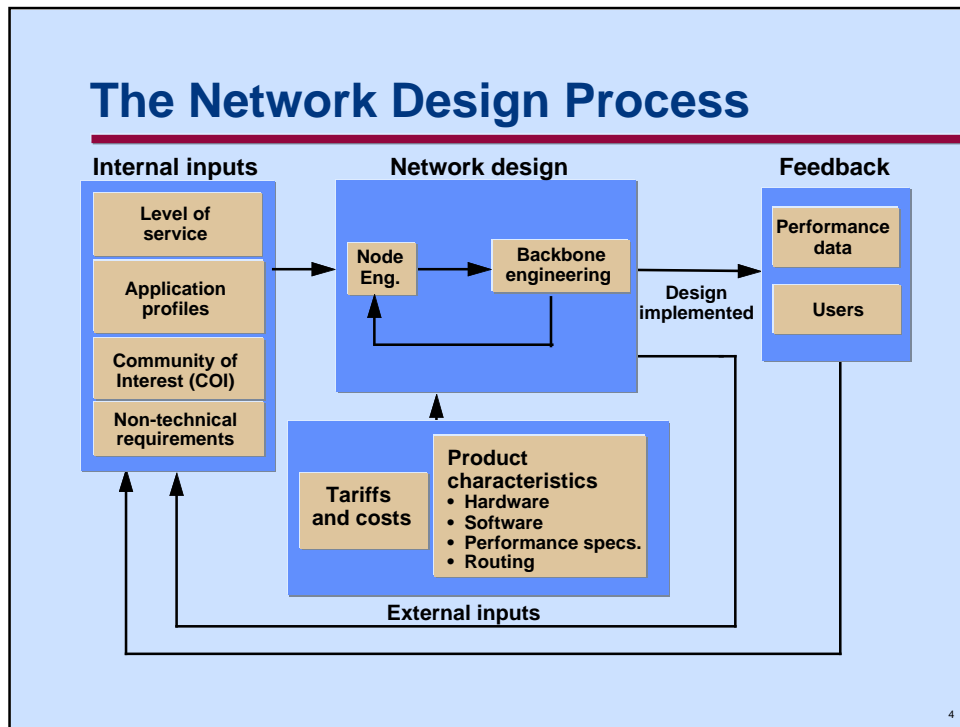 The Network Design Process
Internal inputs
Level of
service
Application
profiles
Community of
Interest (COI)
Non-technical
requirements
Network design
Node
Eng.
Backbone
engineering
Design
implemented
Feedback
Performance
data
Users
Tariffs
and costs
Product
characteristics
• Hardware
• Software
• Performance specs.
• Routing
External inputs
4